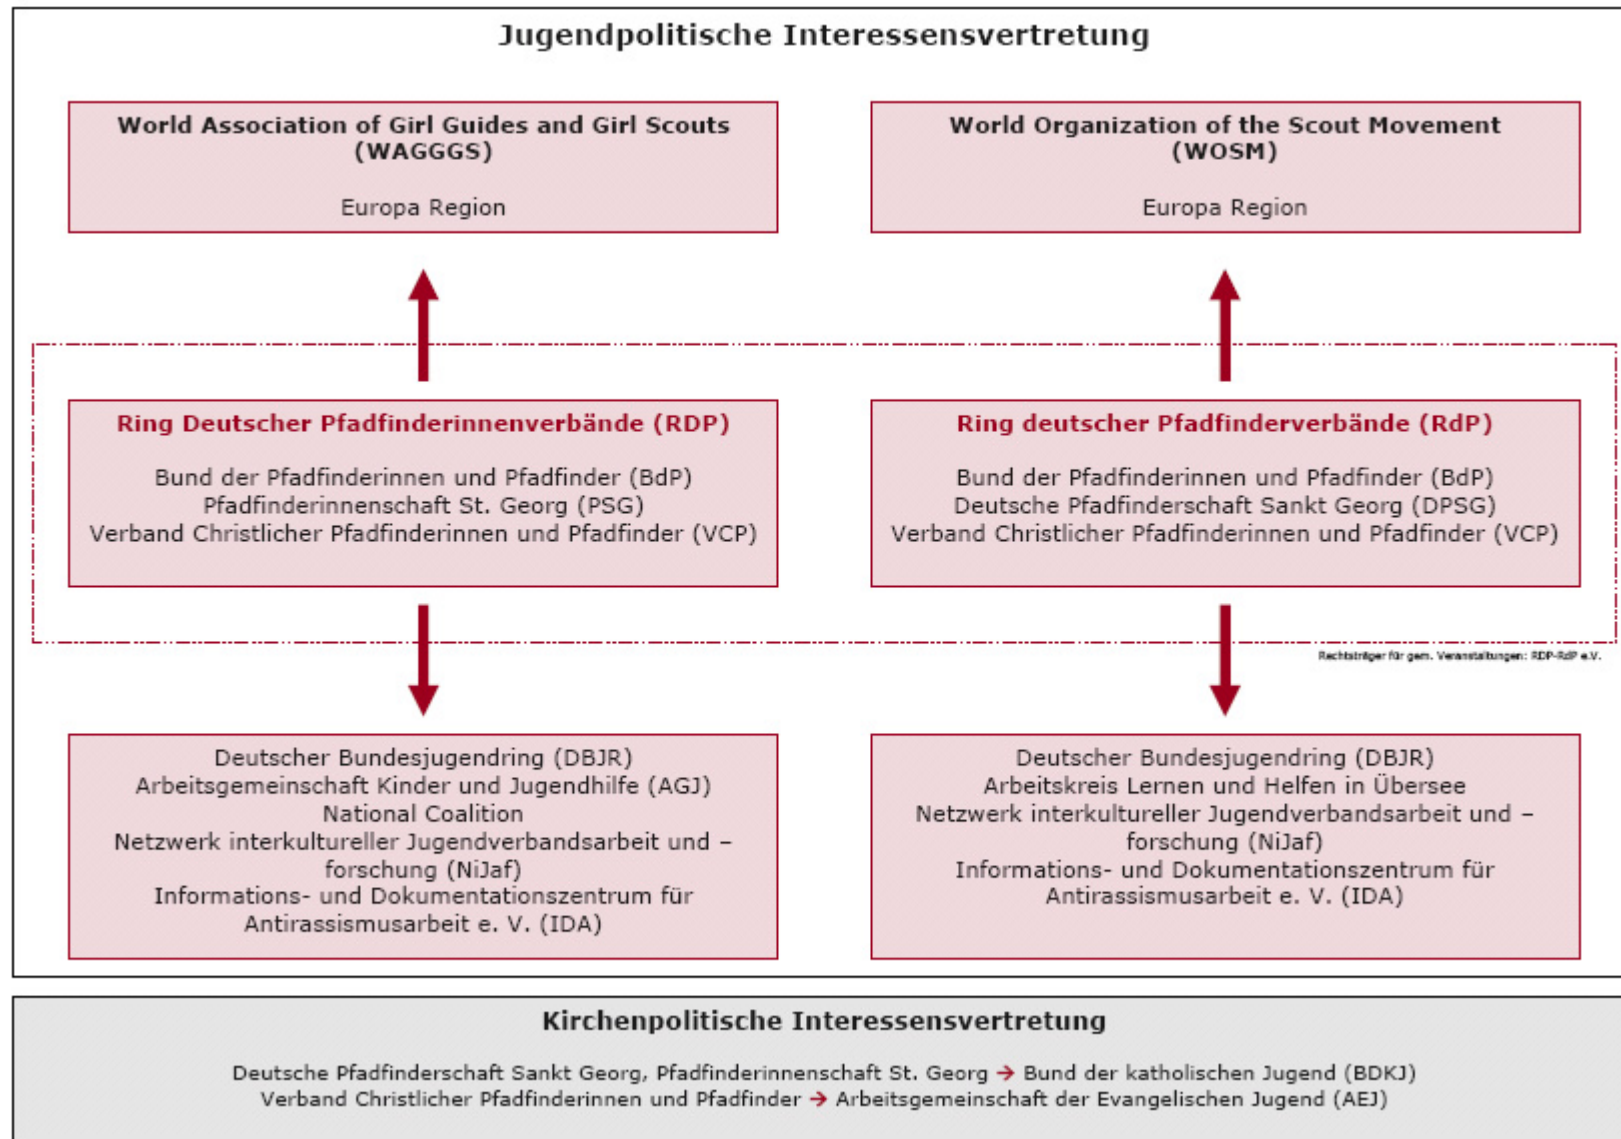 Jugendpolitische Interessensvertretung
World Association of Girl Guides and Girl Scouts
(WAGGGS)
Europa Region
World Organization of the Scout Movement
(WOSM)
Europa Region
Ring Deutscher Pfadfinderinnenverbände (RDP)
Bund der Pfadfinderinnen und Pfadfinder (BdP)
Pfadfinderinnenschaft St. Georg (PSG)
Verband Christlicher Pfadfinderinnen und Pfadfinder (VCP)
Ring deutscher Pfadfinderverbände (RdP)
Bund der Pfadfinderinnen und Pfadfinder (BdP)
Deutsche Pfadfinderschaft Sankt Georg (DPSG)
Verband Christlicher Pfadfinderinnen und Pfadfinder (VCP)
Rechtsträger für gem. Veranstaltungen: RDP-RdP e.V.
Deutscher Bundesjugendring (DBJR)
Arbeitsgemeinschaft Kinder und Jugendhilfe (AGJ)
National Coalition
Netzwerk interkultureller Jugendverbandsarbeit und –
forschung (NiJaf)
Informations- und Dokumentationszentrum für
Antirassismusarbeit e. V. (IDA)
Deutscher Bundesjugendring (DBJR)
Arbeitskreis Lernen und Helfen in Übersee
Netzwerk interkultureller Jugendverbandsarbeit und –
forschung (NiJaf)
Informations- und Dokumentationszentrum für
Antirassismusarbeit e. V. (IDA)
Kirchenpolitische Interessensvertretung
Deutsche Pfadfinderschaft Sankt Georg, Pfadfinderinnenschaft St. Georg → Bund der katholischen Jugend (BDKJ)
Verband Christlicher Pfadfinderinnen und Pfadfinder → Arbeitsgemeinschaft der Evangelischen Jugend (AEJ)